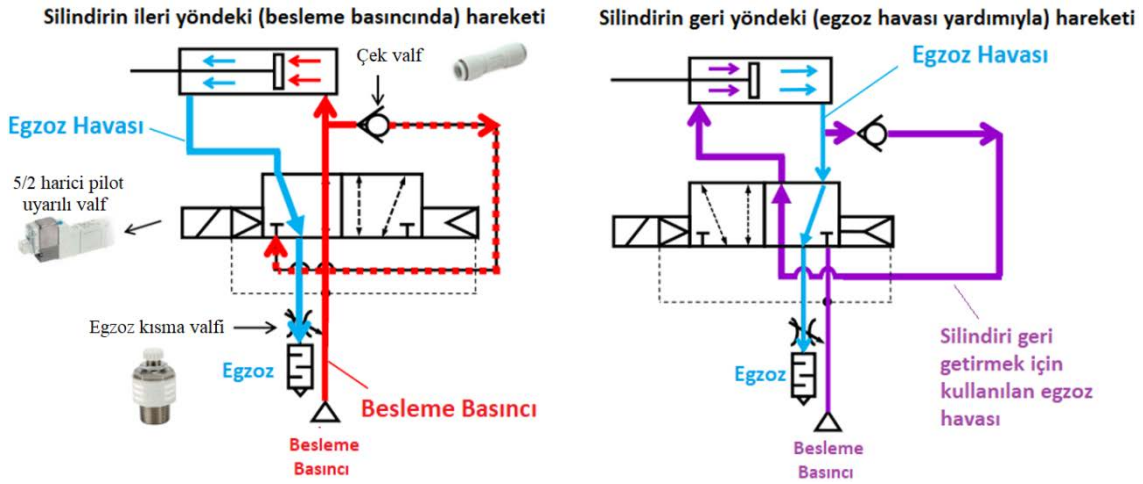 Silindirin ileri yöndeki (besleme basıncında) hareketi
Çek valf
Egzoz Havası
5/2 harici pilot
uyarılı valf
Egzoz kısma valfi
Egzoz
Besleme Basıncı
Besleme
Basıncı
Silindirin geri yöndeki (egzoz havası yardımıyla) hareketi
Egzoz Havası
Silindiri geri
getirmek için
kullanılan egzoz
havası
Egzoz
Besleme
Basıncı